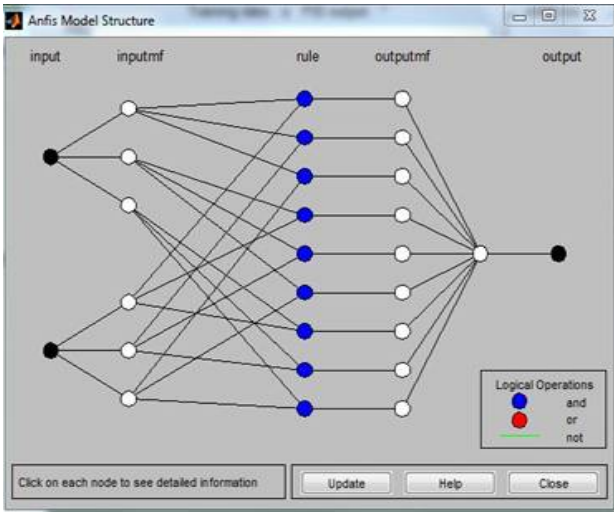 Anfis Model Structure
input inputmf rule outputmf output
Logical Operations
and
or
not
Click on each node to see detailed information
Update Help Close